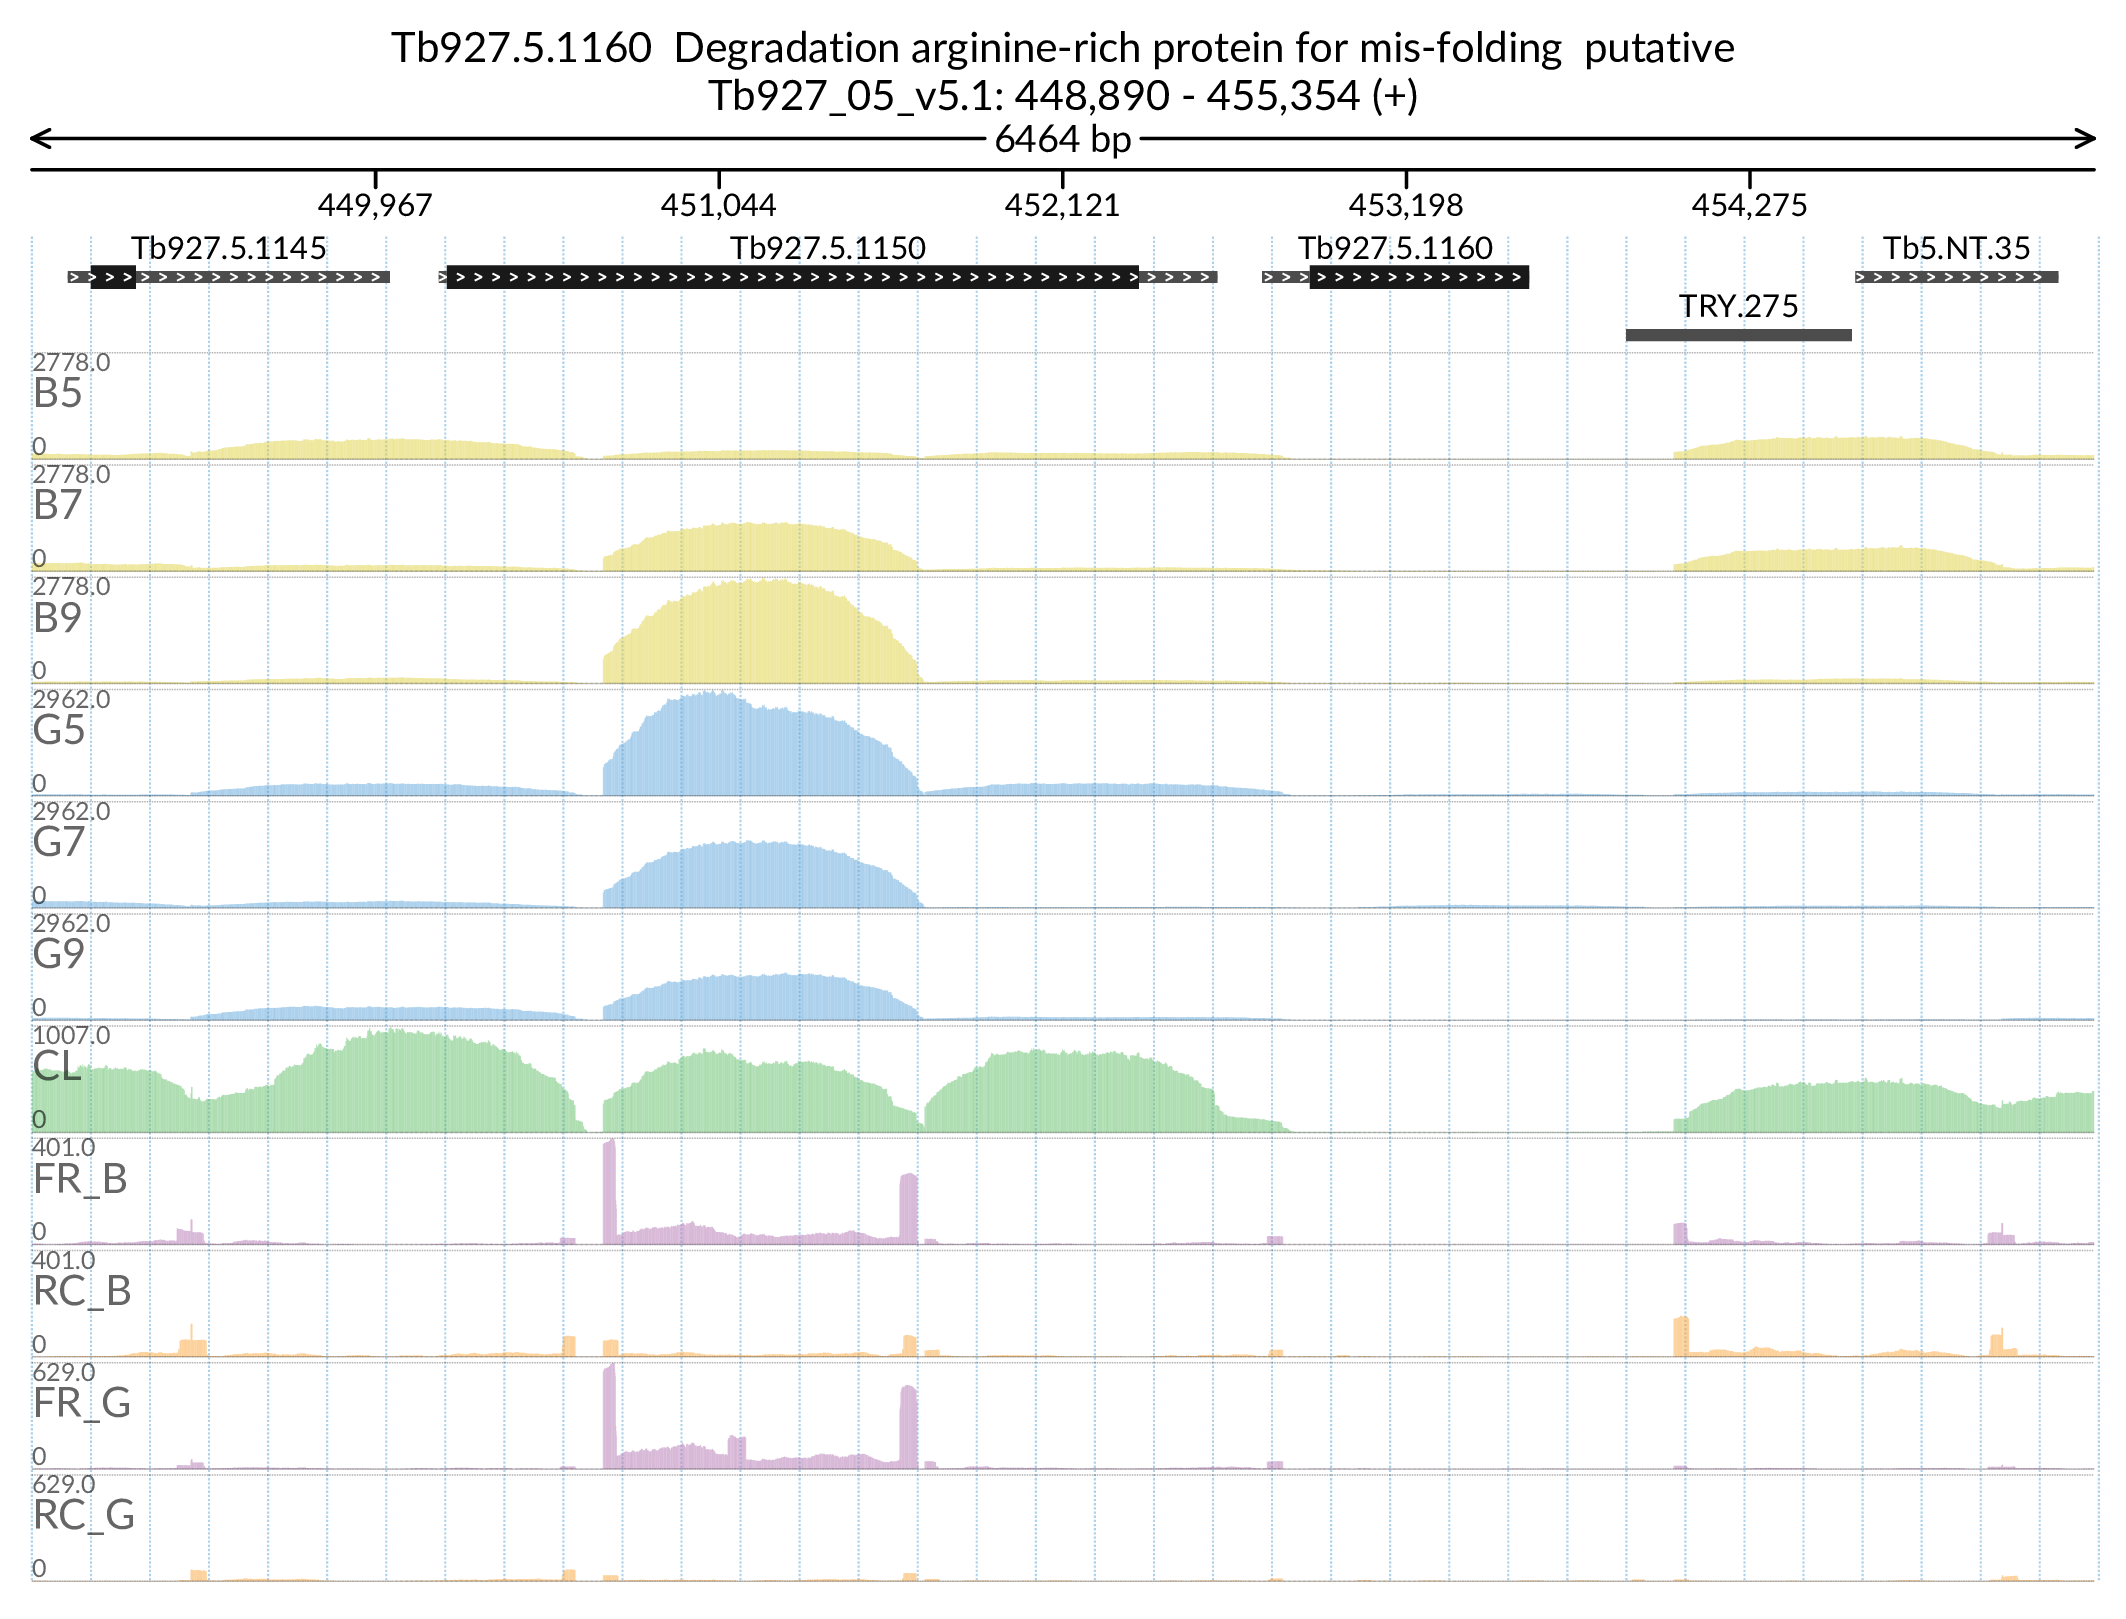 Tb927.5.1160  Degradation arginine-rich protein for mis-folding  putative
Tb927_05_v5.1: 448,890 - 455,354 (+)
6464 bp
449,967 451,044 452,121 453,198 454,275
Tb927.5.1145 Tb927.5.1150 Tb927.5.1160 Tb5.NT.35
TRY.275
2778.0
B5
0
2778.0
B7
0
2778.0
B9
0
2962.0
G5
0
2962.0
G7
0
2962.0
G9
0
1007.0
CL
0
401.0
FR_B
0
401.0
RC_B
0
629.0
FR_G
0
629.0
RC_G
0